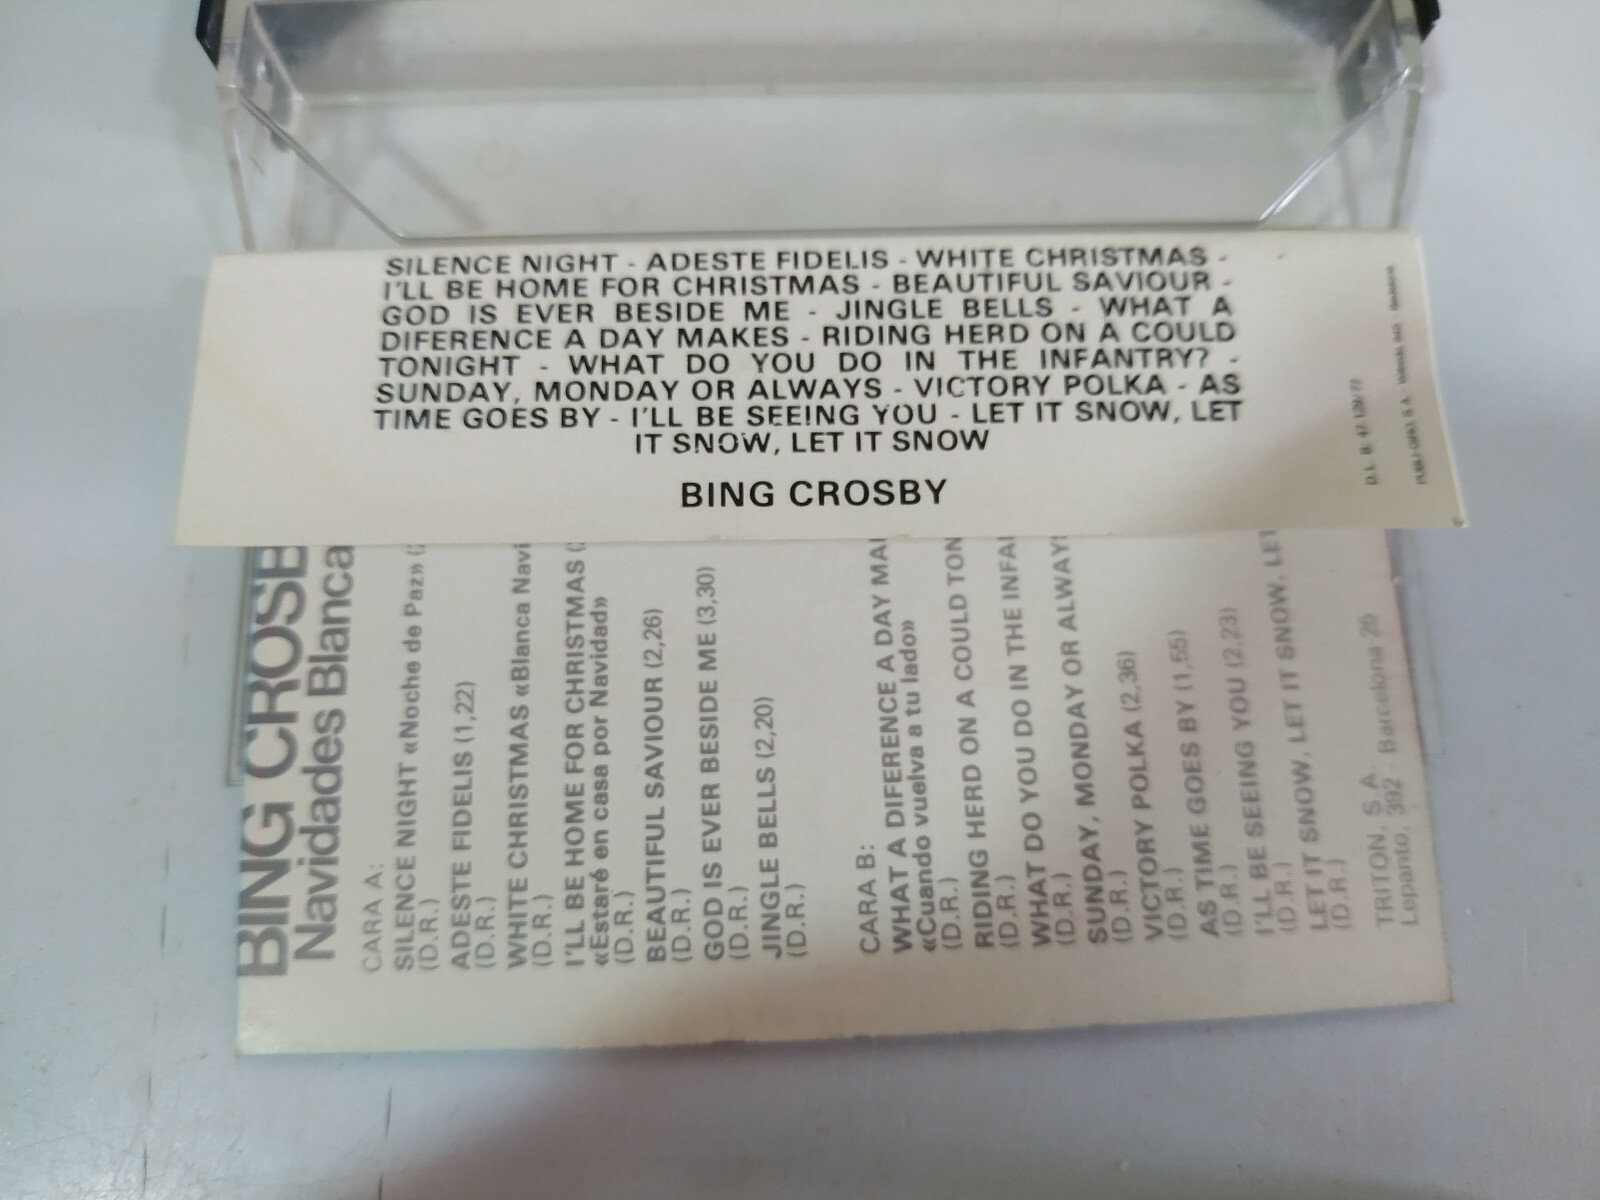 SILENCE NIGHT - ADESTE FIDELIS - WHITE CHRISTMAS -
I'LL BE HOME FOR CHRISTMAS - BEAUTIFUL SAVIOUR -
GOD IS EVER BESIDE ME - JINGLE BELLS - WHAT A
DIFERENCE A DAY MAKES - RIDING HERD ON A COULD
TONIGHT - WHAT DO YOU DO IN THE INFANTRY? -
SUNDAY, MONDAY OR ALWAYS - VICTORY POLKA - AS
TIME GOES BY - I'LL BE SEEING YOU - LET IT SNOW, LET
IT SNOW, LET IT SNOW
BING CROSBY
D.L. B.
BING CROSB
Navidades Blanca
CARA A:
SILENCE NIGHT «Noche de Paz»
(D.R.)
ADESTE FIDELIS (1,22)
(D.R.)
WHITE CHRISTMAS «Blanca Navi
(D.R.)
I'LL BE HOME FOR CHRISTMAS
«Estaré en casa por Navidad»
(D.R.)
BEAUTIFUL SAVIOUR (2,26)
(D.R.)
GOD IS EVER BESIDE ME (3,30)
(D.R.)
JINGLE BELLS (2,20)
(D.R.)
CARA B:
WHAT A DIFERENCE A DAY MA
«Cuando vuelva a tu lado»
(D.R.)
RIDING HERD ON A COULD TON
(D.R.)
WHAT DO YOU DO IN THE INFA
(D.R.)
SUNDAY, MONDAY OR ALWAY
(D.R.)
VICTORY POLKA (2,36)
(D.R.)
AS TIME GOES BY (1,55)
(D.R.)
I'LL BE SEEING YOU (2,23)
(D.R.)
LET IT SNOW, LET IT SNOW, LET
(D.R.)
TRITON, S.A.
Lepanto, 392 - Barcelona 26